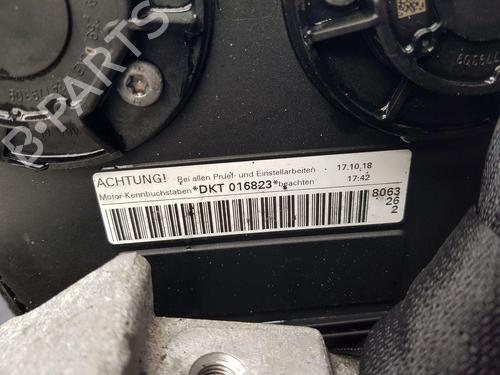 B-PARTS
ACHTUNG! Bei allen Pruef- und Einstellarbeiten 17.10.18
Motor-Kennbuchstaben *DKT 016823* beachten 17:42
8063
26
2